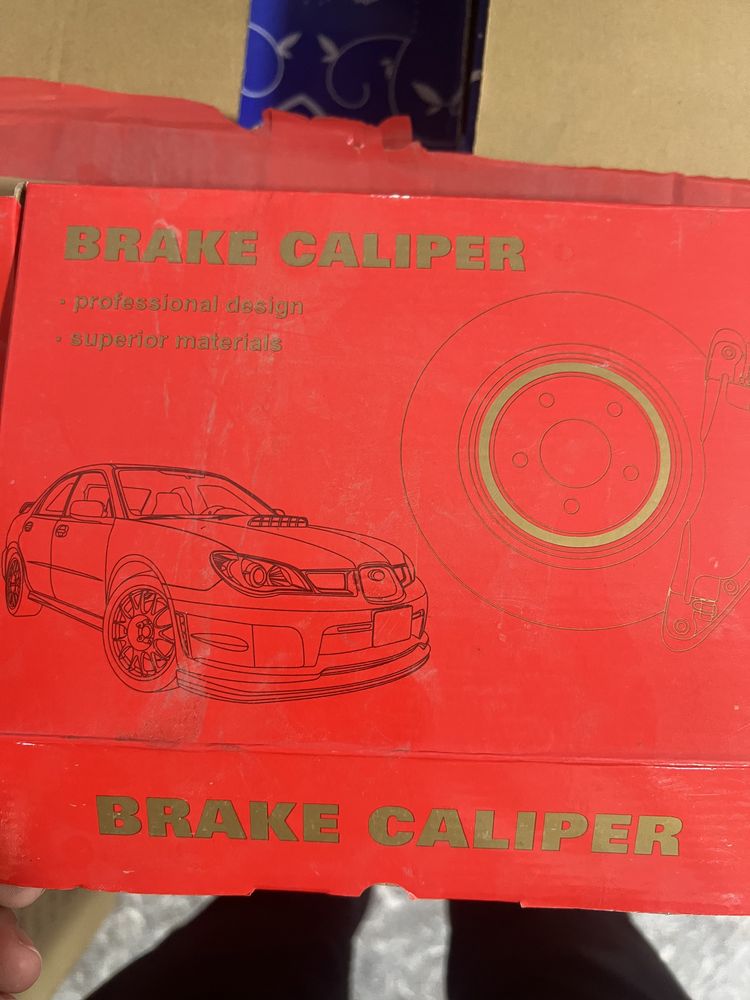 BRAKE CALIPER
· professional design
· superior materials
BRAKE CALIPER